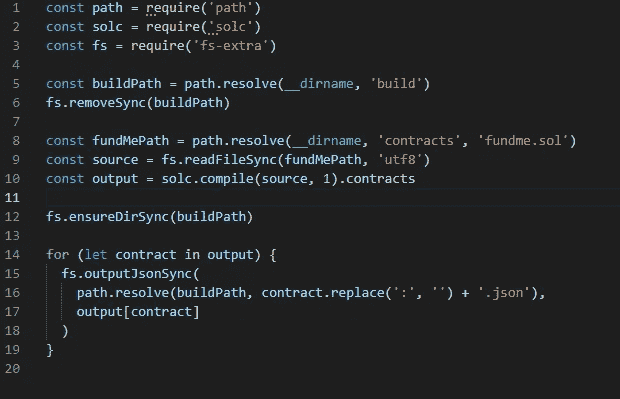 1 const path = require('path')
2 const solc = require('solc')
3 const fs = require('fs-extra')
4
5 const buildPath = path.resolve(__dirname, 'build')
6 fs.removeSync(buildPath)
7
8 const fundMePath = path.resolve(__dirname, 'contracts', 'fundme.sol')
9 const source = fs.readFileSync(fundMePath, 'utf8')
10 const output = solc.compile(source, 1).contracts
11
12 fs.ensureDirSync(buildPath)
13
14 for (let contract in output) {
15   fs.outputJsonSync(
16     path.resolve(buildPath, contract.replace(':', '') + '.json'),
17     output[contract]
18   )
19 }
20